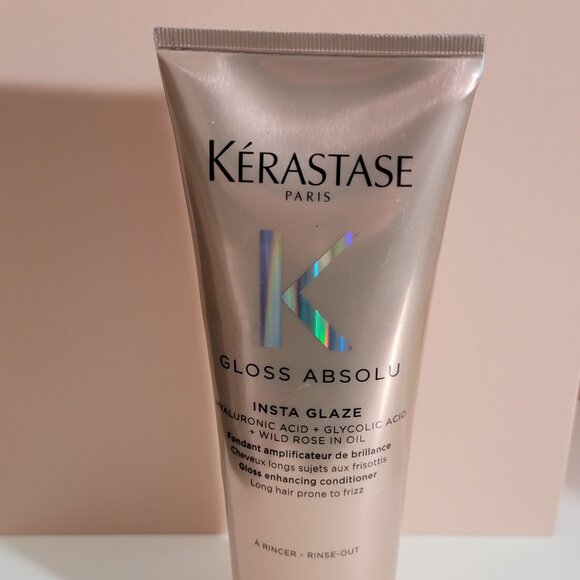 KÉRASTASE
PARIS
K
GLOSS ABSOLU
INSTA GLAZE
HYALURONIC ACID + GLYCOLIC ACID
+ WILD ROSE IN OIL
Fondant amplificateur de brillance
Cheveux longs sujets aux frisottis
Gloss enhancing conditioner
Long hair prone to frizz
À RINCER - RINSE-OUT